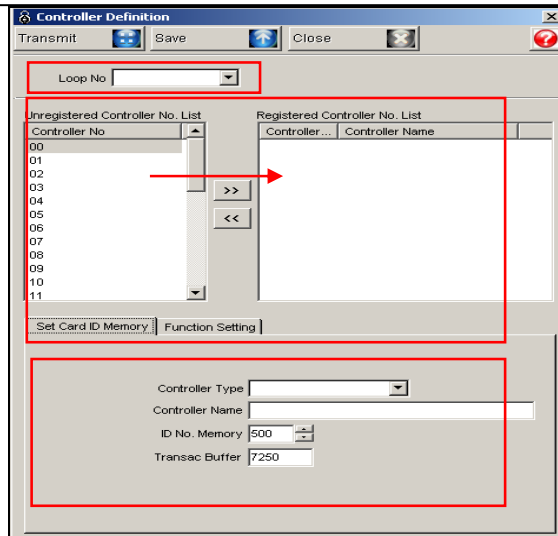 Controller Definition
Transmit Save Close
Loop No
Unregistered Controller No. List Registered Controller No. List
Controller No Controller... Controller Name
00
01
02
03
>>
04
05
<<
06
07
08
09
10
11
Set Card ID Memory Function Setting
Controller Type
Controller Name
ID No. Memory 500
Transac Buffer 7250